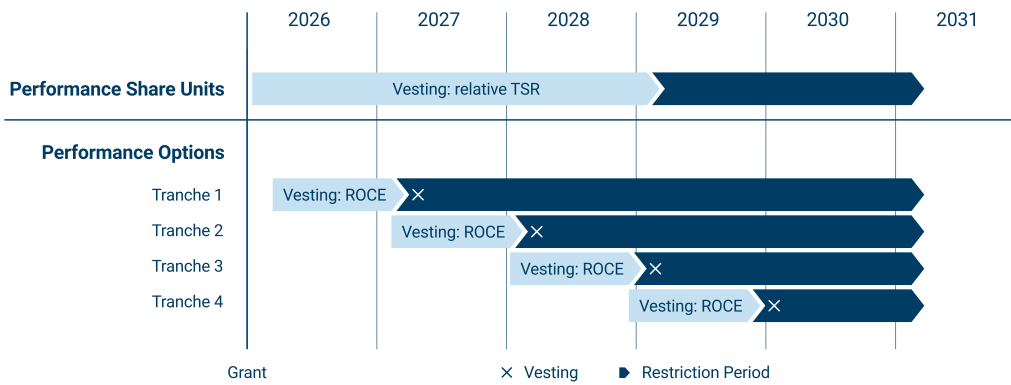 2026 2027 2028 2029 2030 2031
Performance Share Units Vesting: relative TSR
Performance Options
Tranche 1 Vesting: ROCE
Tranche 2 Vesting: ROCE
Tranche 3 Vesting: ROCE
Tranche 4 Vesting: ROCE
Grant Vesting Restriction Period